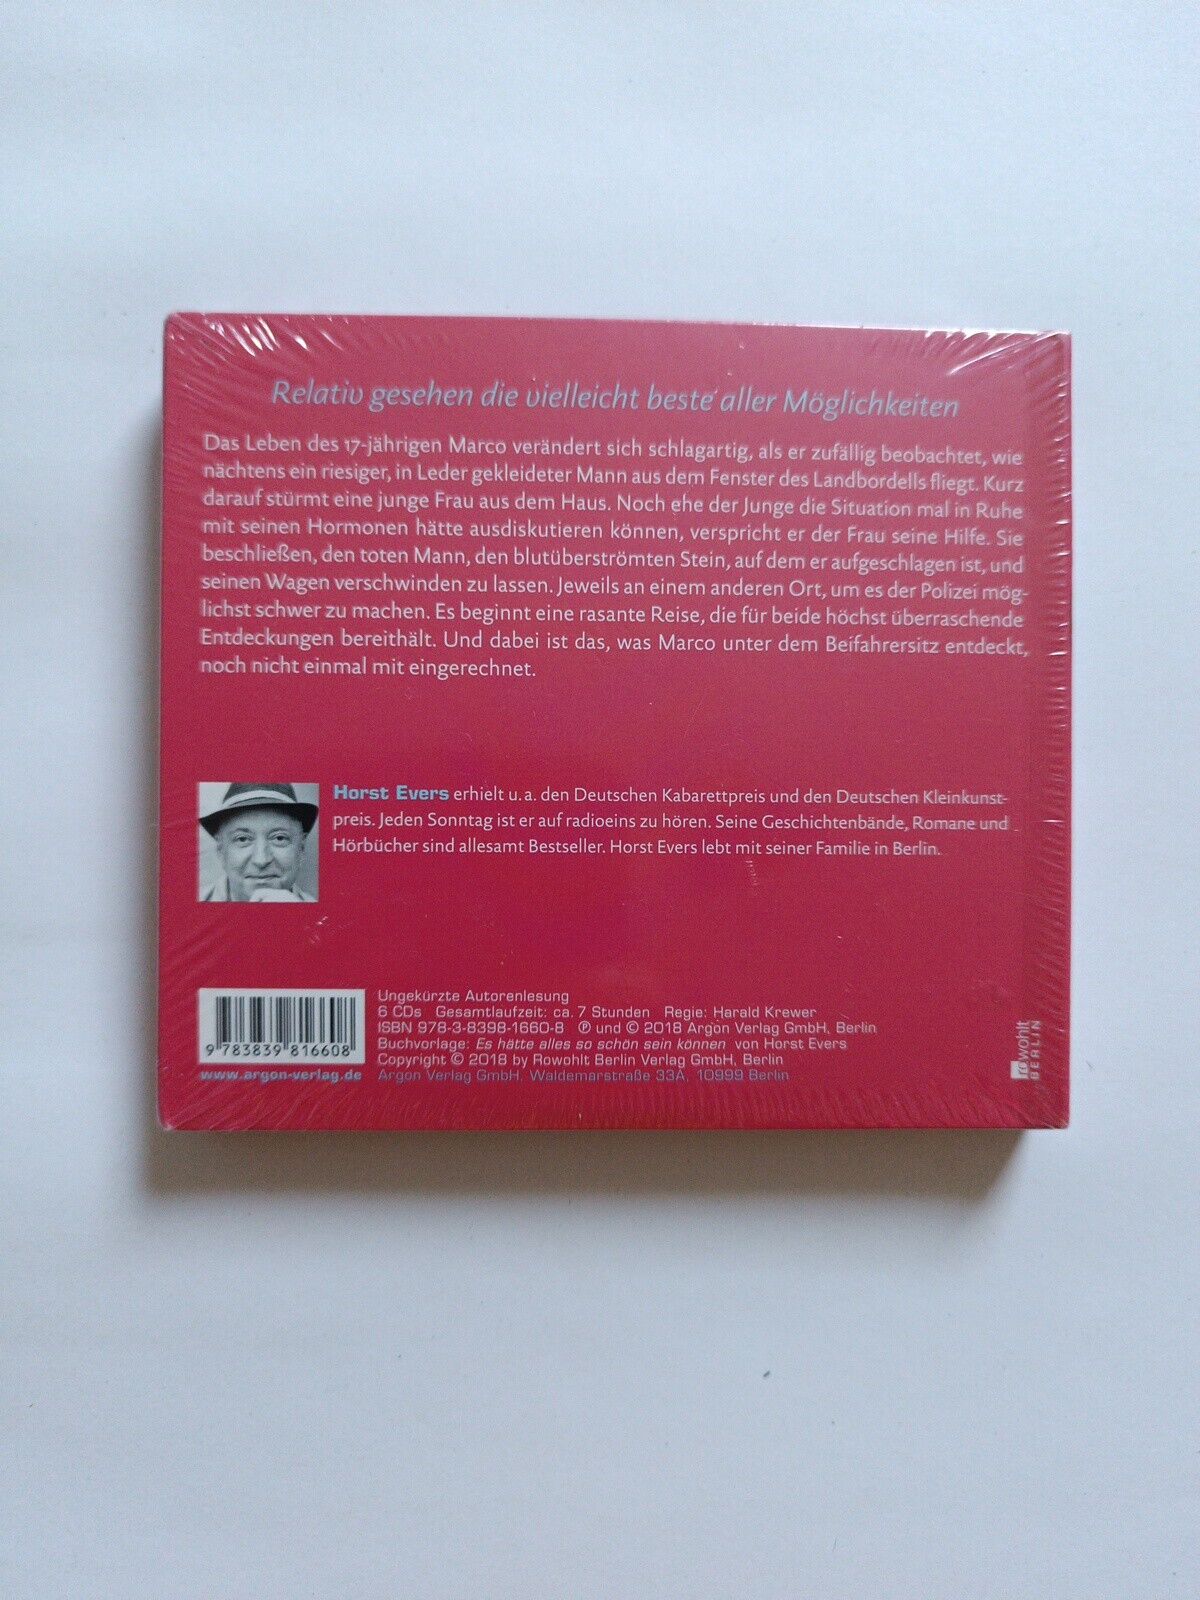 Relativ gesehen die vielleicht beste aller Möglichkeiten
Das Leben des 17-jährigen Marco verändert sich schlagartig, als er zufällig beobachtet, wie
nächtens ein riesiger, in Leder gekleideter Mann aus dem Fenster des Landbordells fliegt. Kurz
darauf stürmt eine junge Frau aus dem Haus. Noch ehe der Junge die Situation mal in Ruhe
mit seinen Hormonen hätte ausdiskutieren können, verspricht er der Frau seine Hilfe. Sie
beschließen, den toten Mann, den blutüberströmten Stein, auf dem er aufgeschlagen ist, und
seinen Wagen verschwinden zu lassen. Jeweils an einem anderen Ort, um es der Polizei mög-
lichst schwer zu machen. Es beginnt eine rasante Reise, die für beide höchst überraschende
Entdeckungen bereithält. Und dabei ist das, was Marco unter dem Beifahrersitz entdeckt,
noch nicht einmal mit eingerechnet.
Horst Evers erhielt u. a. den Deutschen Kabarettpreis und den Deutschen Kleinkunst-
preis. Jeden Sonntag ist er auf radioeins zu hören. Seine Geschichtenbände, Romane und
Hörbücher sind allesamt Bestseller. Horst Evers lebt mit seiner Familie in Berlin.
Ungekürzte Autorenlesung
6 CDs Gesamtlaufzeit: ca. 7 Stunden Regie: Harald Krewer
ISBN 978-3-8398-1660-8 ℗ und © 2018 Argon Verlag GmbH, Berlin
Buchvorlage: Es hätte alles so schön sein können von Horst Evers
Copyright © 2018 by Rowohlt Berlin Verlag GmbH, Berlin
Argon Verlag GmbH, Waldemarstraße 33A, 10999 Berlin
9 783839 816608
www.argon-verlag.de
rowohlt
BERLIN